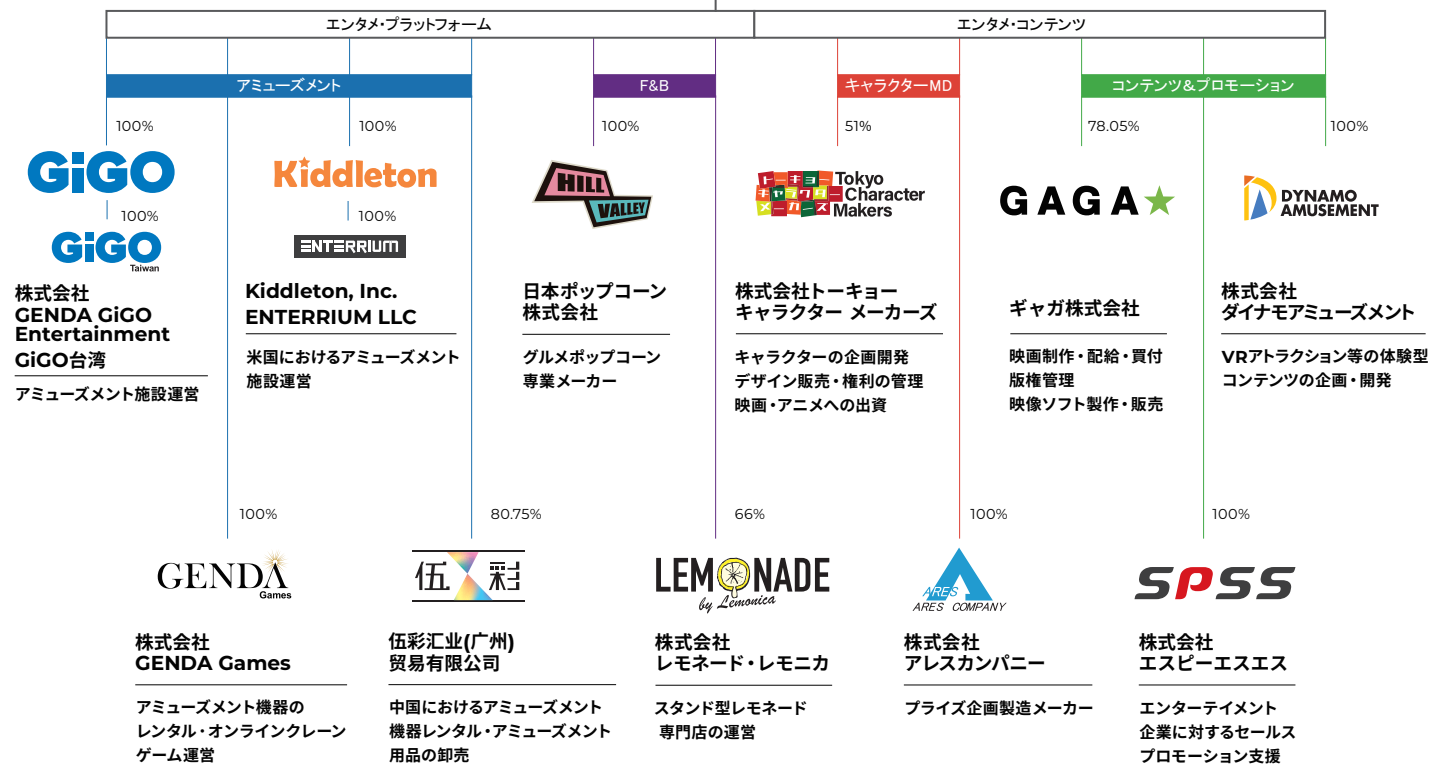 エンタメ・プラットフォーム
エンタメ・コンテンツ
アミューズメント
F&B
キャラクターMD
コンテンツ&プロモーション
100%
100%
100%
51%
78.05%
100%
GiGO
100%
GiGO
Taiwan
株式会社
GENDA GiGO
Entertainment
GiGO台湾
アミューズメント施設運営
Kiddleton
100%
ENTERRIUM
Kiddleton, Inc.
ENTERRIUM LLC
米国におけるアミューズメント
施設運営
HILL
VALLEY
日本ポップコーン
株式会社
グルメポップコーン
専業メーカー
トーキョー
キャラクター
メーカーズ
Tokyo
Character
Makers
株式会社トーキョー
キャラクター メーカーズ
キャラクターの企画開発
デザイン販売・権利の管理
映画・アニメへの出資
GAGA★
ギャガ株式会社
映画制作・配給・買付
版権管理
映像ソフト製作・販売
DYNAMO
AMUSEMENT
株式会社
ダイナモアミューズメント
VRアトラクション等の体験型
コンテンツの企画・開発
100%
80.75%
66%
100%
100%
GENDA
Games
株式会社
GENDA Games
アミューズメント機器の
レンタル・オンラインクレーン
ゲーム運営
伍彩
伍彩汇业(广州)
贸易有限公司
中国におけるアミューズメント
機器レンタル・アミューズメント
用品の卸売
LEMONADE
by Lemonica
株式会社
レモネード・レモニカ
スタンド型レモネード
専門店の運営
ARES
ARES COMPANY
株式会社
アレスカンパニー
プライズ企画製造メーカー
SPSS
株式会社
エスピーエスエス
エンターテイメント
企業に対するセールス
プロモーション支援